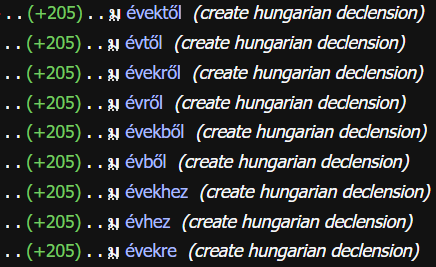 . . (+205) . . évektől (create hungarian declension)
. . (+205) . . évtől (create hungarian declension)
. . (+205) . . évekről (create hungarian declension)
. . (+205) . . évről (create hungarian declension)
. . (+205) . . évekből (create hungarian declension)
. . (+205) . . évből (create hungarian declension)
. . (+205) . . évekhez (create hungarian declension)
. . (+205) . . évhez (create hungarian declension)
. . (+205) . . évekre (create hungarian declension)